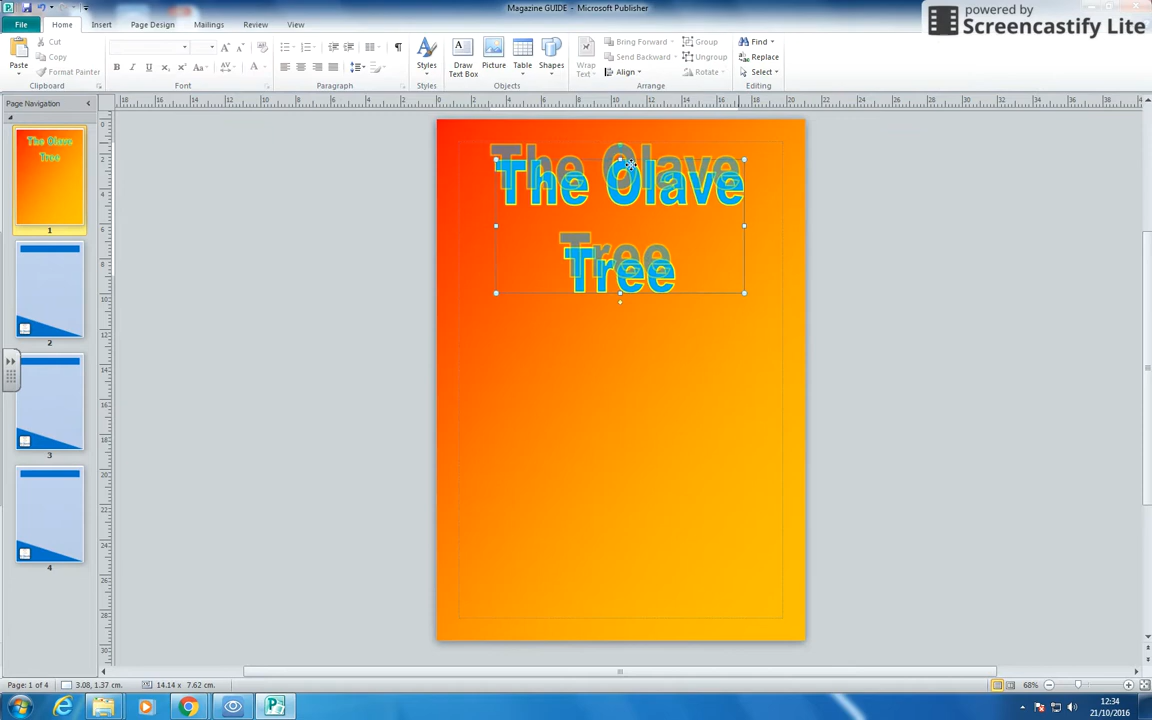 Magazine GUIDE - Microsoft Publisher
powered by
Screencastify Lite
File Home Insert Page Design Mailings Review View
Paste
Cut
Copy
Format Painter
Clipboard
Font
Paragraph
Styles
Styles
Draw Text Box
Picture
Table
Shapes
Objects
Wrap Text
Bring Forward
Send Backward
Align
Group
Ungroup
Rotate
Arrange
Find
Replace
Select
Editing
Page Navigation
The Olave
Tree
1
2
3
4
The Olave
Tree
Page: 1 of 4
3.08, 1.37 cm.
14.14 x 7.62 cm.
68%
12:34
21/10/2016